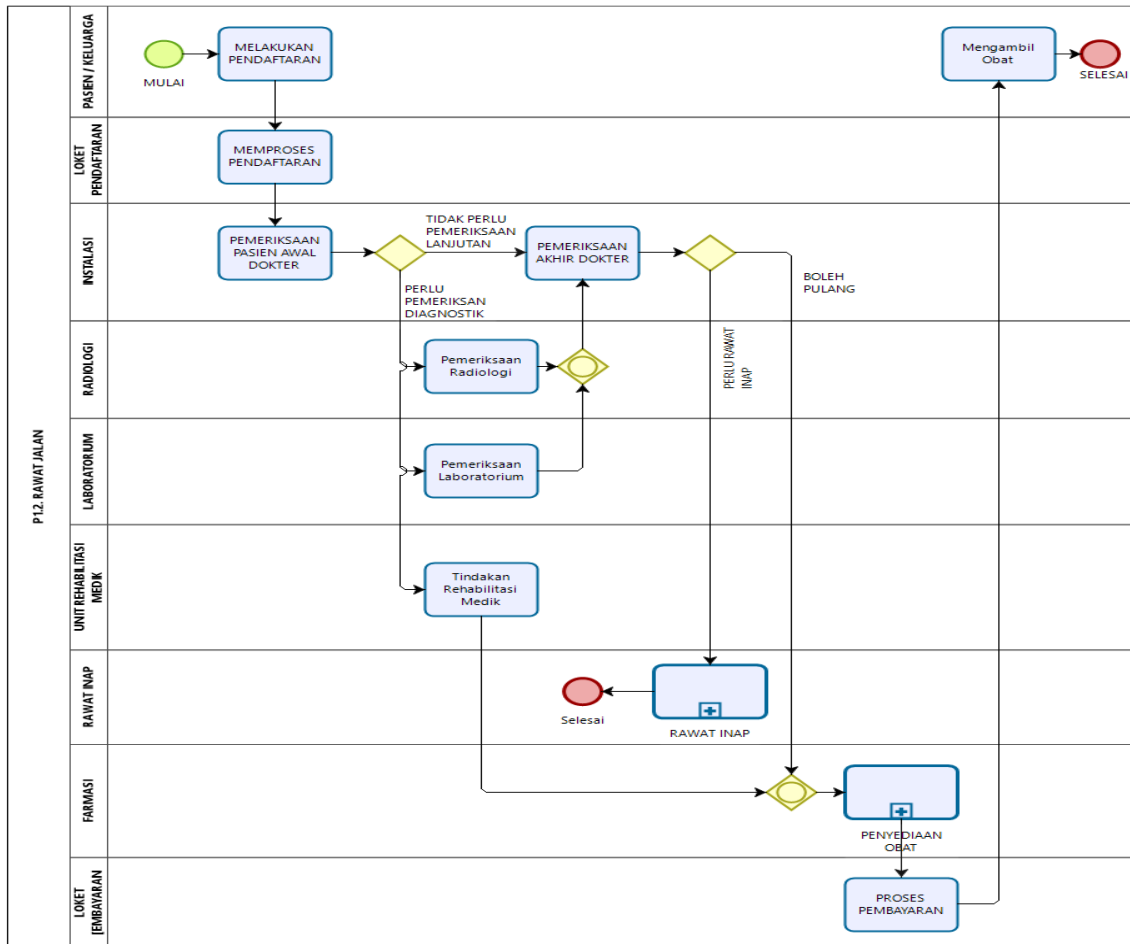 P1.2. RAWAT JALAN
PASIEN / KELUARGA
MULAI
MELAKUKAN
PENDAFTARAN
Mengambil
Obat
SELESAI
LOKET
PENDAFTARAN
MEMPROSES
PENDAFTARAN
INSTALASI
PEMERIKSAAN
PASIEN AWAL
DOKTER
TIDAK PERLU
PEMERIKSAAN
LANJUTAN
PERLU
PEMERIKSAN
DIAGNOSTIK
PEMERIKSAAN
AKHIR DOKTER
BOLEH
PULANG
PERLU RAWAT
INAP
RADIOLOGI
Pemeriksaan
Radiologi
LABORATORIUM
Pemeriksaan
Laboratorium
UNIT REHABILITASI
MEDIK
Tindakan
Rehabilitasi
Medik
RAWAT INAP
Selesai
RAWAT INAP
FARMASI
PENYEDIAAN
OBAT
LOKET
[EMBAYARAN
PROSES
PEMBAYARAN